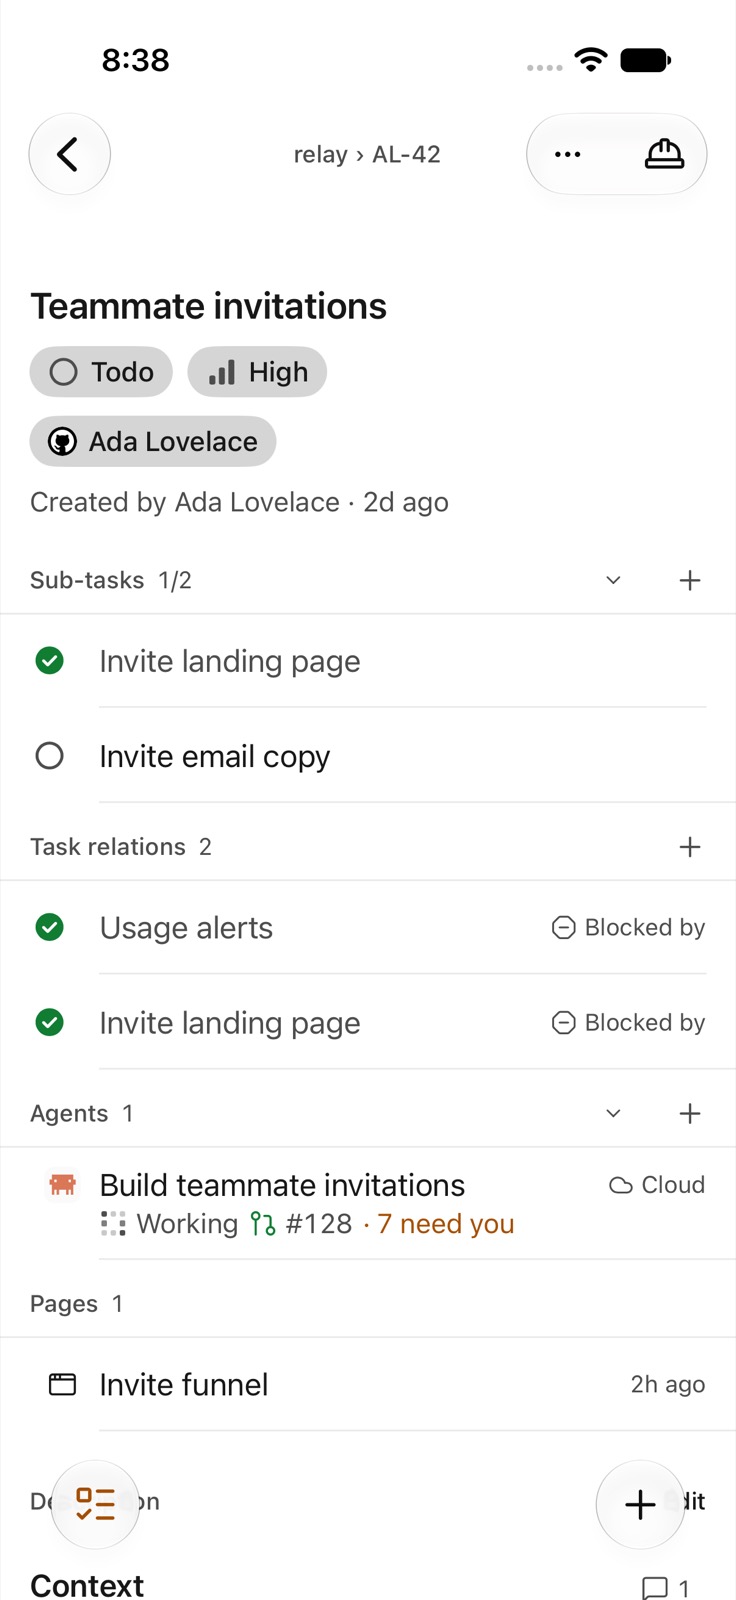 8:38
relay › AL-42
Teammate invitations
Todo
High
Ada Lovelace
Created by Ada Lovelace · 2d ago
Sub-tasks 1/2
Invite landing page
Invite email copy
Task relations 2
Usage alerts
Blocked by
Invite landing page
Blocked by
Agents 1
Build teammate invitations
Cloud
Working #128 · 7 need you
Pages 1
Invite funnel
2h ago
Context
1